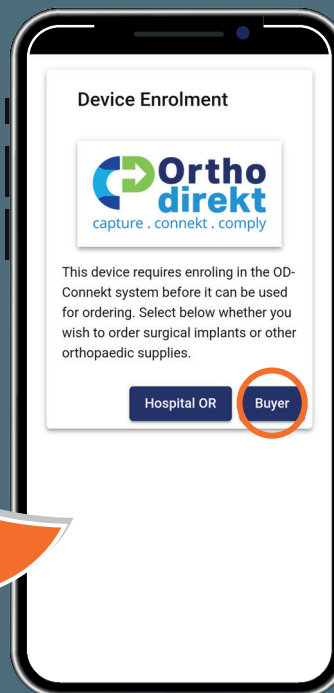 Device Enrolment
Ortho
direkt
capture . connekt . comply
This device requires enroling in the OD-
Connekt system before it can be used
for ordering. Select below whether you
wish to order surgical implants or other
orthopaedic supplies.
Hospital OR Buyer